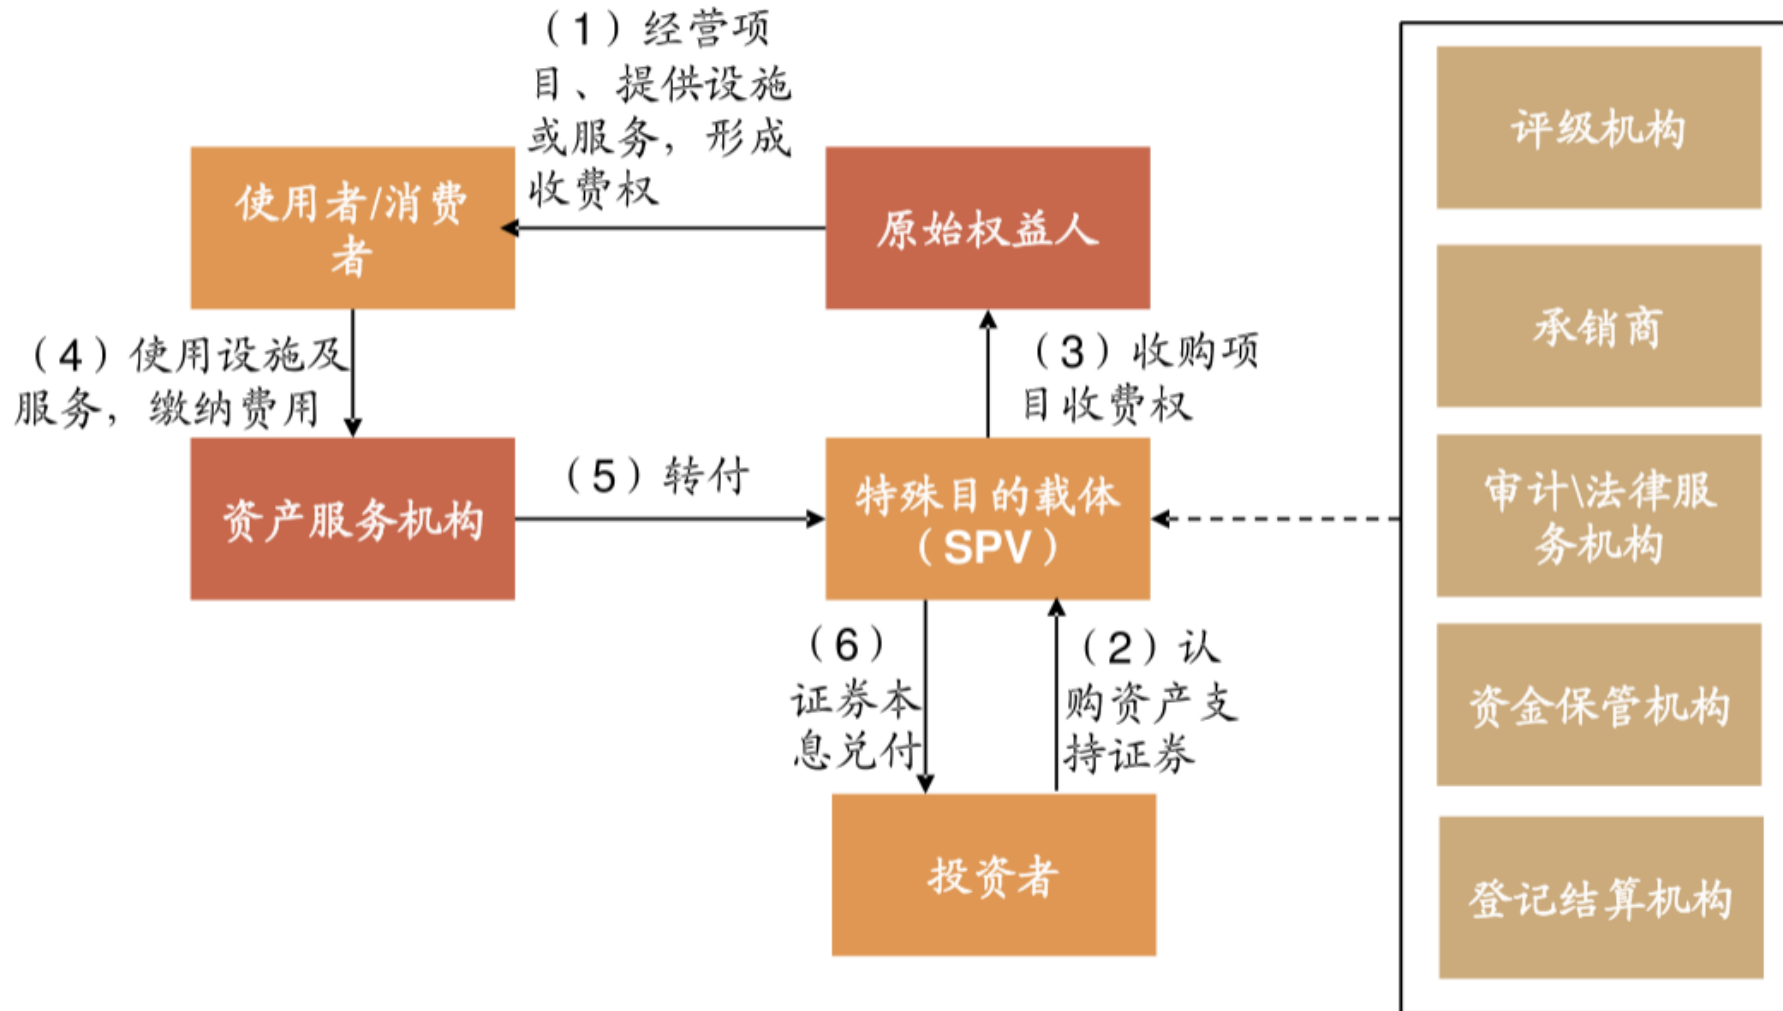 （1）经营项
目、提供设施
或服务，形成
收费权
使用者/消费
者
原始权益人
（4）使用设施及
服务，缴纳费用
（3）收购项
目收费权
资产服务机构
（5）转付
特殊目的载体
（SPV）
（6）
证券本
息兑付
（2）认
购资产支
持证券
投资者
评级机构
承销商
审计\法律服
务机构
资金保管机构
登记结算机构